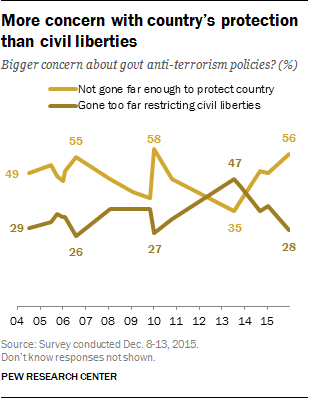 More concern with country's protection
than civil liberties
Bigger concern about govt anti-terrorism policies? (%)
Not gone far enough to protect country
Gone too far restricting civil liberties
55
58
56
49
47
29
35
26
27
28
04 05 06 07 08 09 10 11 12 13 14 15
Source: Survey conducted Dec. 8-13, 2015.
Don't know responses not shown.
PEW RESEARCH CENTER